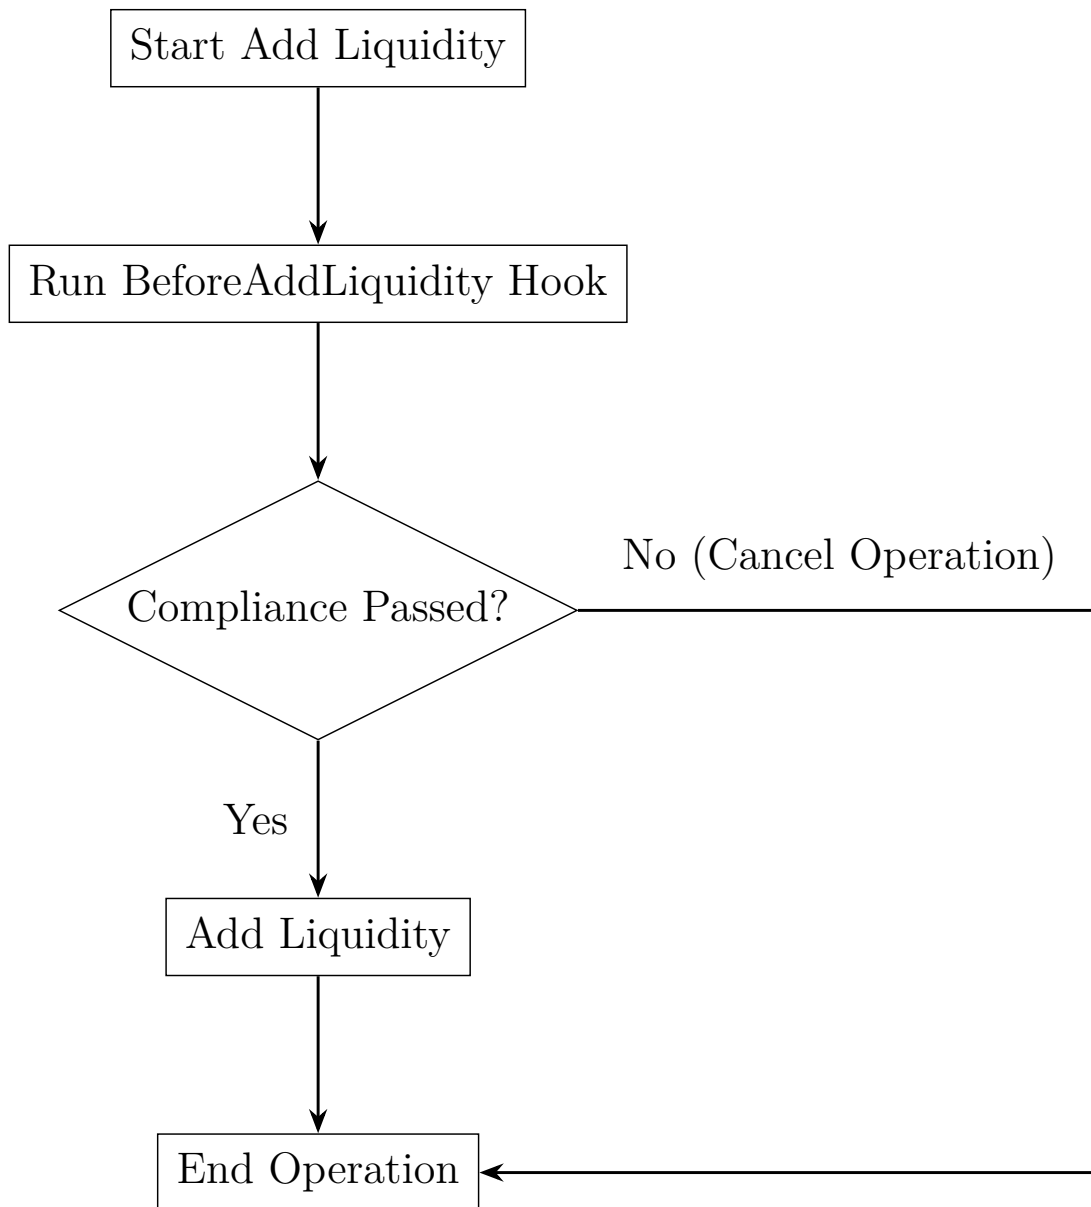 Start Add Liquidity
Run BeforeAddLiquidity Hook
No (Cancel Operation)
Compliance Passed?
Yes
Add Liquidity
End Operation